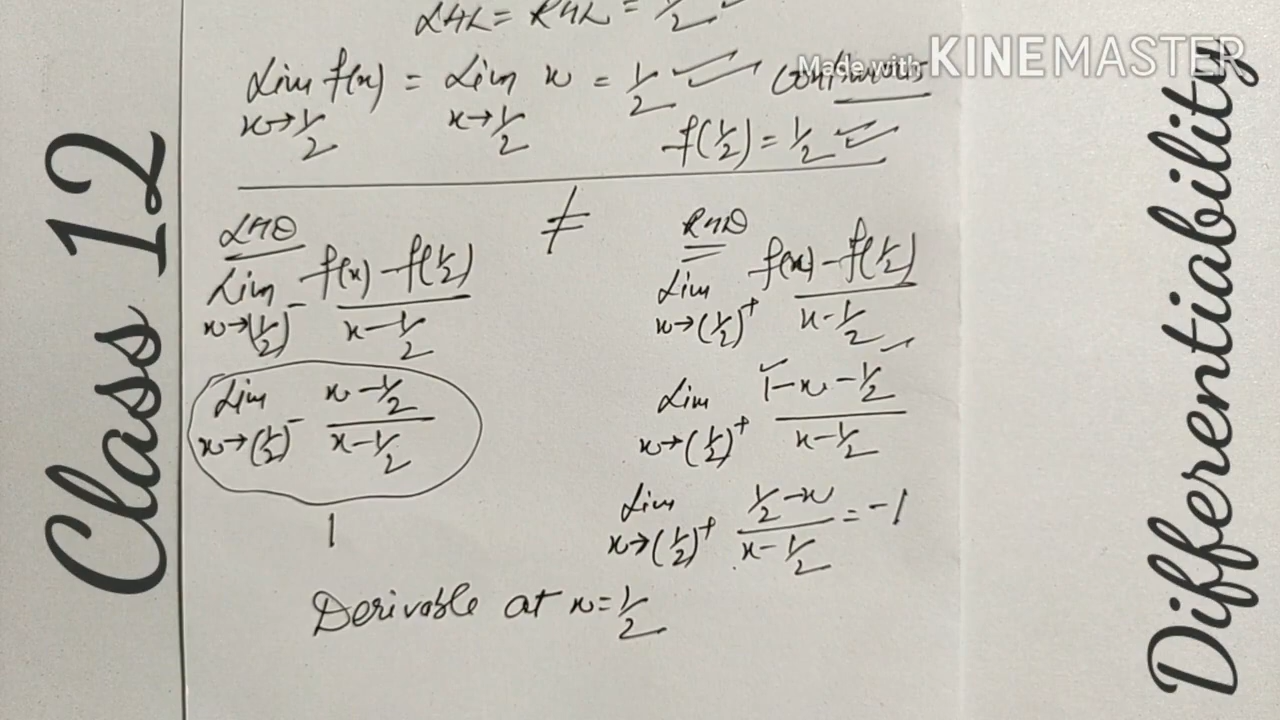 LHL = RHL = 1/2
Lim f(x) = Lim x = 1/2 continuous
x→1/2 x→1/2
f(1/2) = 1/2
≠
LHD
Lim f(x) - f(1/2)
x→(1/2)⁻ x - 1/2
Lim x - 1/2
x→(1/2)⁻ x - 1/2
1
RHD
Lim f(x) - f(1/2)
x→(1/2)⁺ x - 1/2
Lim 1 - x - 1/2
x→(1/2)⁺ x - 1/2
Lim 1/2 - x = -1
x→(1/2)⁺ x - 1/2
Derivable at x = 1/2
Class 12
Differentiability
Made with KINEMASTER